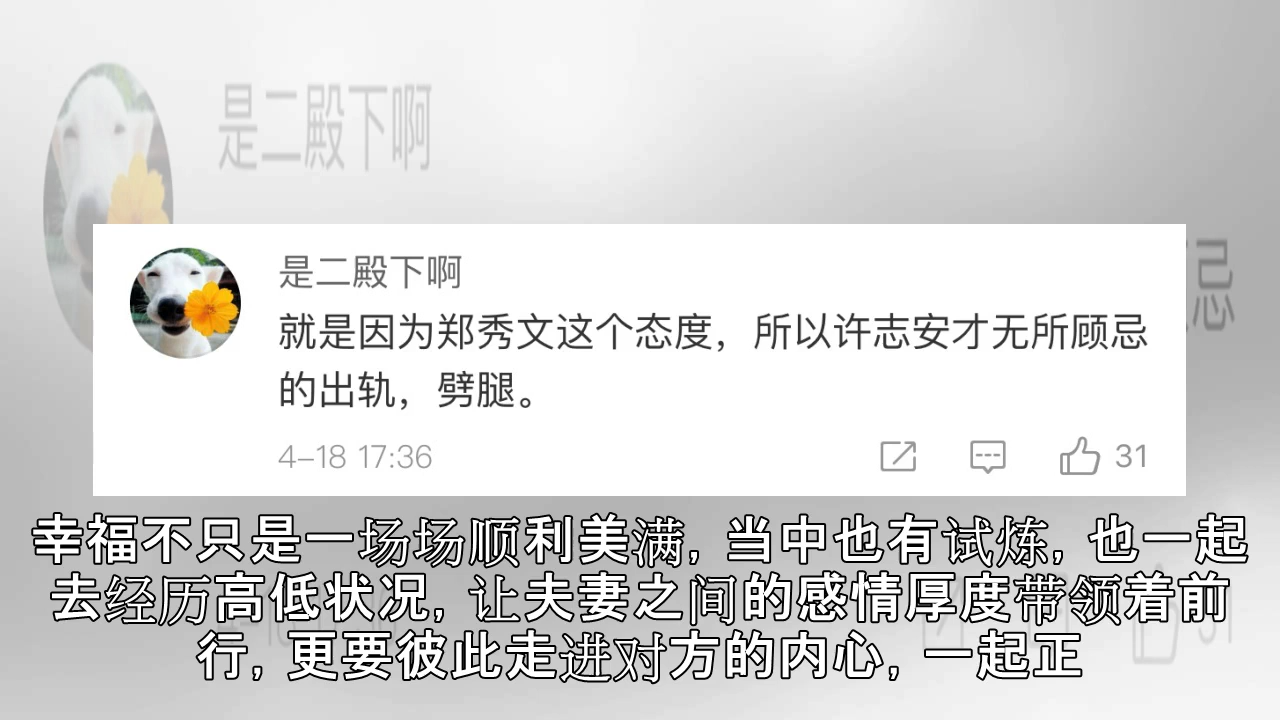 是二殿下啊
忌
是二殿下啊
就是因为郑秀文这个态度，所以许志安才无所顾忌
的出轨，劈腿。
4-18 17:36
31
幸福不只是一场场顺利美满, 当中也有试炼, 也一起
去经历高低状况, 让夫妻之间的感情厚度带领着前
行, 更要彼此走进对方的内心, 一起正